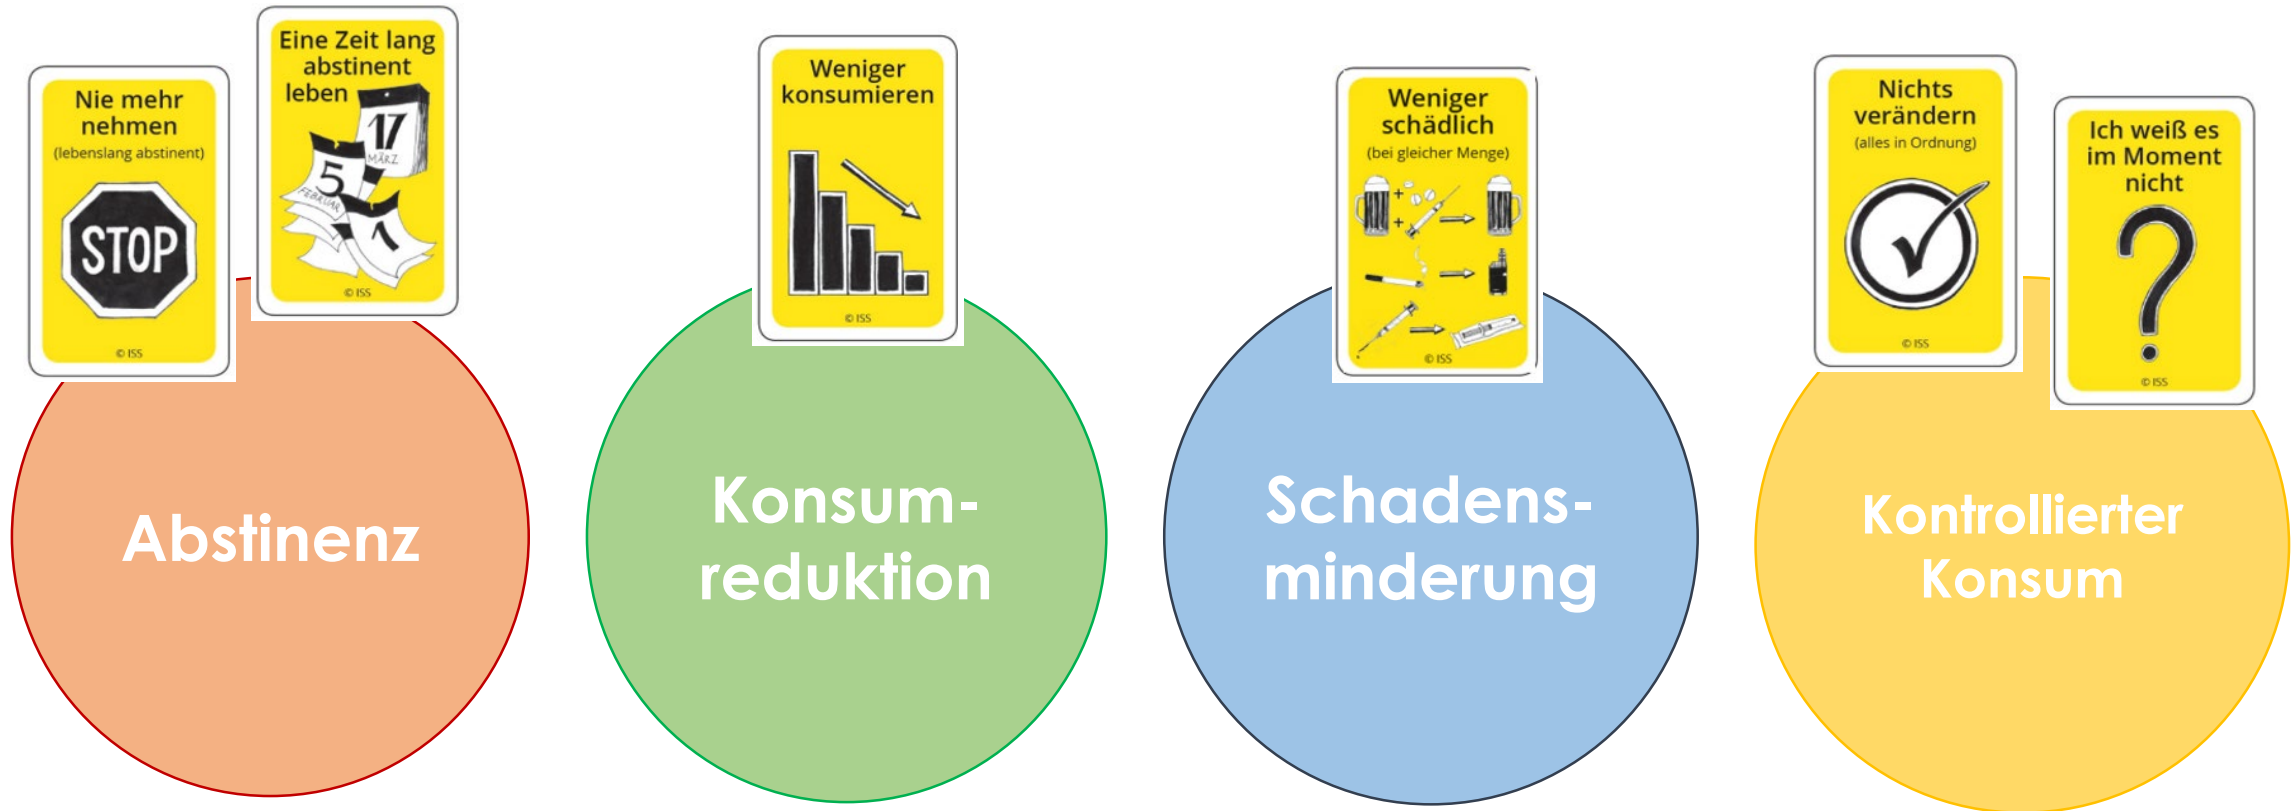 Nie mehr
nehmen
(lebenslang abstinent)
STOP
© ISS
Eine Zeit lang
abstinent
leben
17
MÄRZ
5
FEBRUAR
1
© ISS
Abstinenz
Weniger
konsumieren
© ISS
Konsum-
reduktion
Weniger
schädlich
(bei gleicher Menge)
+
+
© ISS
Schadens-
minderung
Nichts
verändern
(alles in Ordnung)
© ISS
Ich weiß es
im Moment
nicht
?
© ISS
Kontrollierter
Konsum